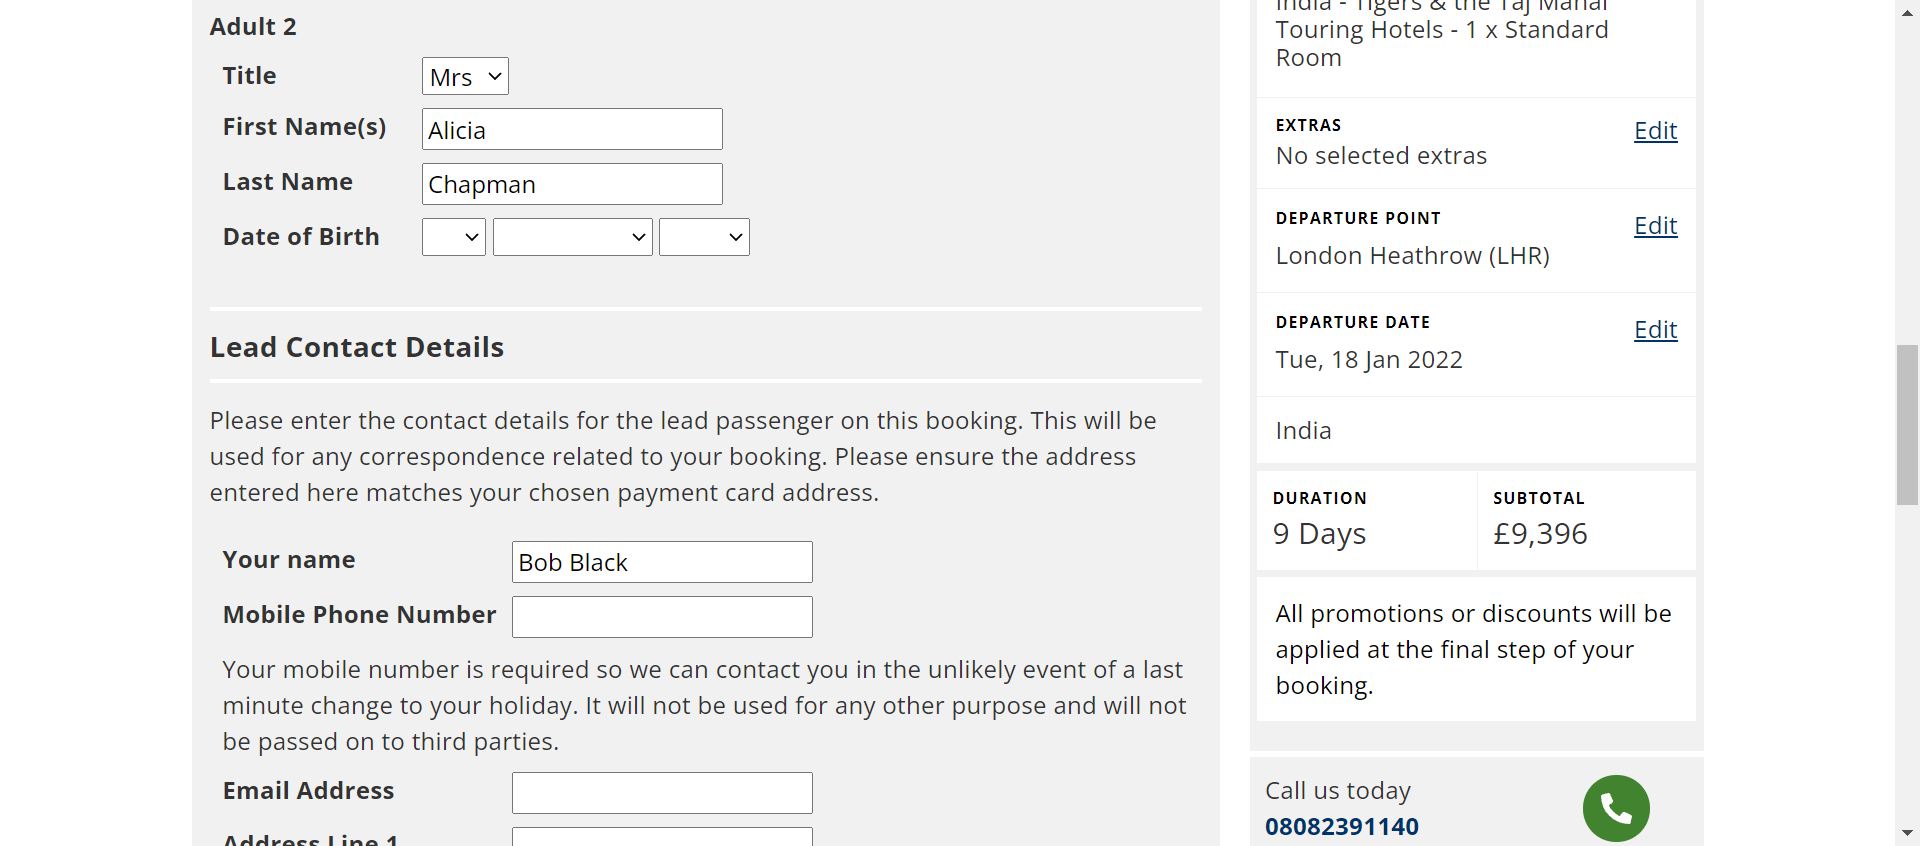 Adult 2
Title
Mrs
First Name(s)
Alicia
Last Name
Chapman
Date of Birth
Lead Contact Details
Please enter the contact details for the lead passenger on this booking. This will be
used for any correspondence related to your booking. Please ensure the address
entered here matches your chosen payment card address.
Your name
Bob Black
Mobile Phone Number
Your mobile number is required so we can contact you in the unlikely event of a last
minute change to your holiday. It will not be used for any other purpose and will not
be passed on to third parties.
Email Address
Address Line 1
India - Tigers & the Taj Mahal
Touring Hotels - 1 x Standard
Room
EXTRAS
Edit
No selected extras
DEPARTURE POINT
Edit
London Heathrow (LHR)
DEPARTURE DATE
Edit
Tue, 18 Jan 2022
India
DURATION
9 Days
SUBTOTAL
£9,396
All promotions or discounts will be
applied at the final step of your
booking.
Call us today
08082391140